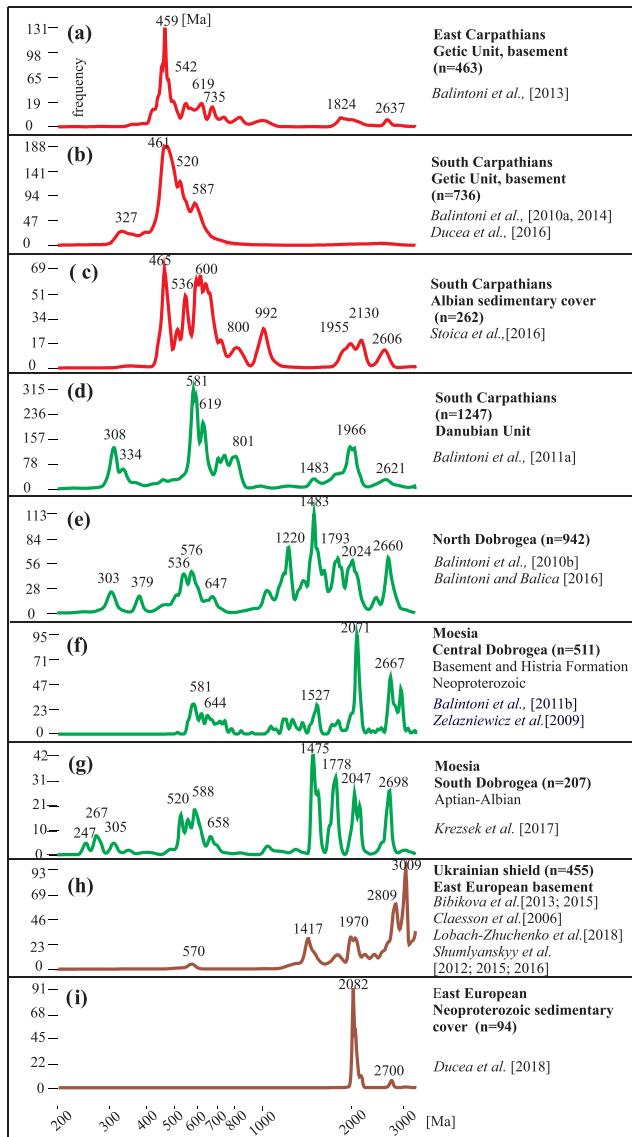 (a)
459 [Ma]
131
98
65
19
0
frequency
542
619
735
1824
2637
East Carpathians
Getic Unit, basement
(n=463)
Balintoni et al., [2013]
(b)
461
188
141
94
47
0
327
520
587
South Carpathians
Getic Unit, basement
(n=736)
Balintoni et al., [2010a, 2014]
Ducea et al., [2016]
( c)
465
69
51
34
17
0
536
600
800
992
1955
2130
2606
South Carpathians
Albian sedimentary cover
(n=262)
Stoica et al.,[2016]
(d)
581
315
236
157
78
0
308
334
619
801
1483
1966
2621
South Carpathians
(n=1247)
Danubian Unit
Balintoni et al., [2011a]
(e)
1483
113
84
56
28
0
303
379
536
576
647
1220
1793
2024
2660
North Dobrogea (n=942)
Balintoni et al., [2010b]
Balintoni and Balica [2016]
(f)
2071
95
71
47
23
0
581
644
1527
2667
Moesia
Central Dobrogea (n=511)
Basement and Histria Formation
Neoproterozoic
Balintoni et al., [2011b]
Zelazniewicz et al.[2009]
(g)
1475
42
31
21
10
0
247
267
305
520
588
658
1778
2047
2698
Moesia
South Dobrogea (n=207)
Aptian-Albian
Krezsek et al. [2017]
(h)
3009
93
69
46
23
0
570
1417
1970
2809
Ukrainian shield (n=455)
East European basement
Bibikova et al.[2013; 2015]
Claesson et al.[2006]
Lobach-Zhuchenko et al.[2018]
Shumlyanskyy et al.
[2012; 2015; 2016]
(i)
2082
91
68
45
22
0
2700
East European
Neoproterozoic sedimentary
cover (n=94)
Ducea et al. [2018]
200 300 400 500 600 700 800 1000 2000 3000 [Ma]